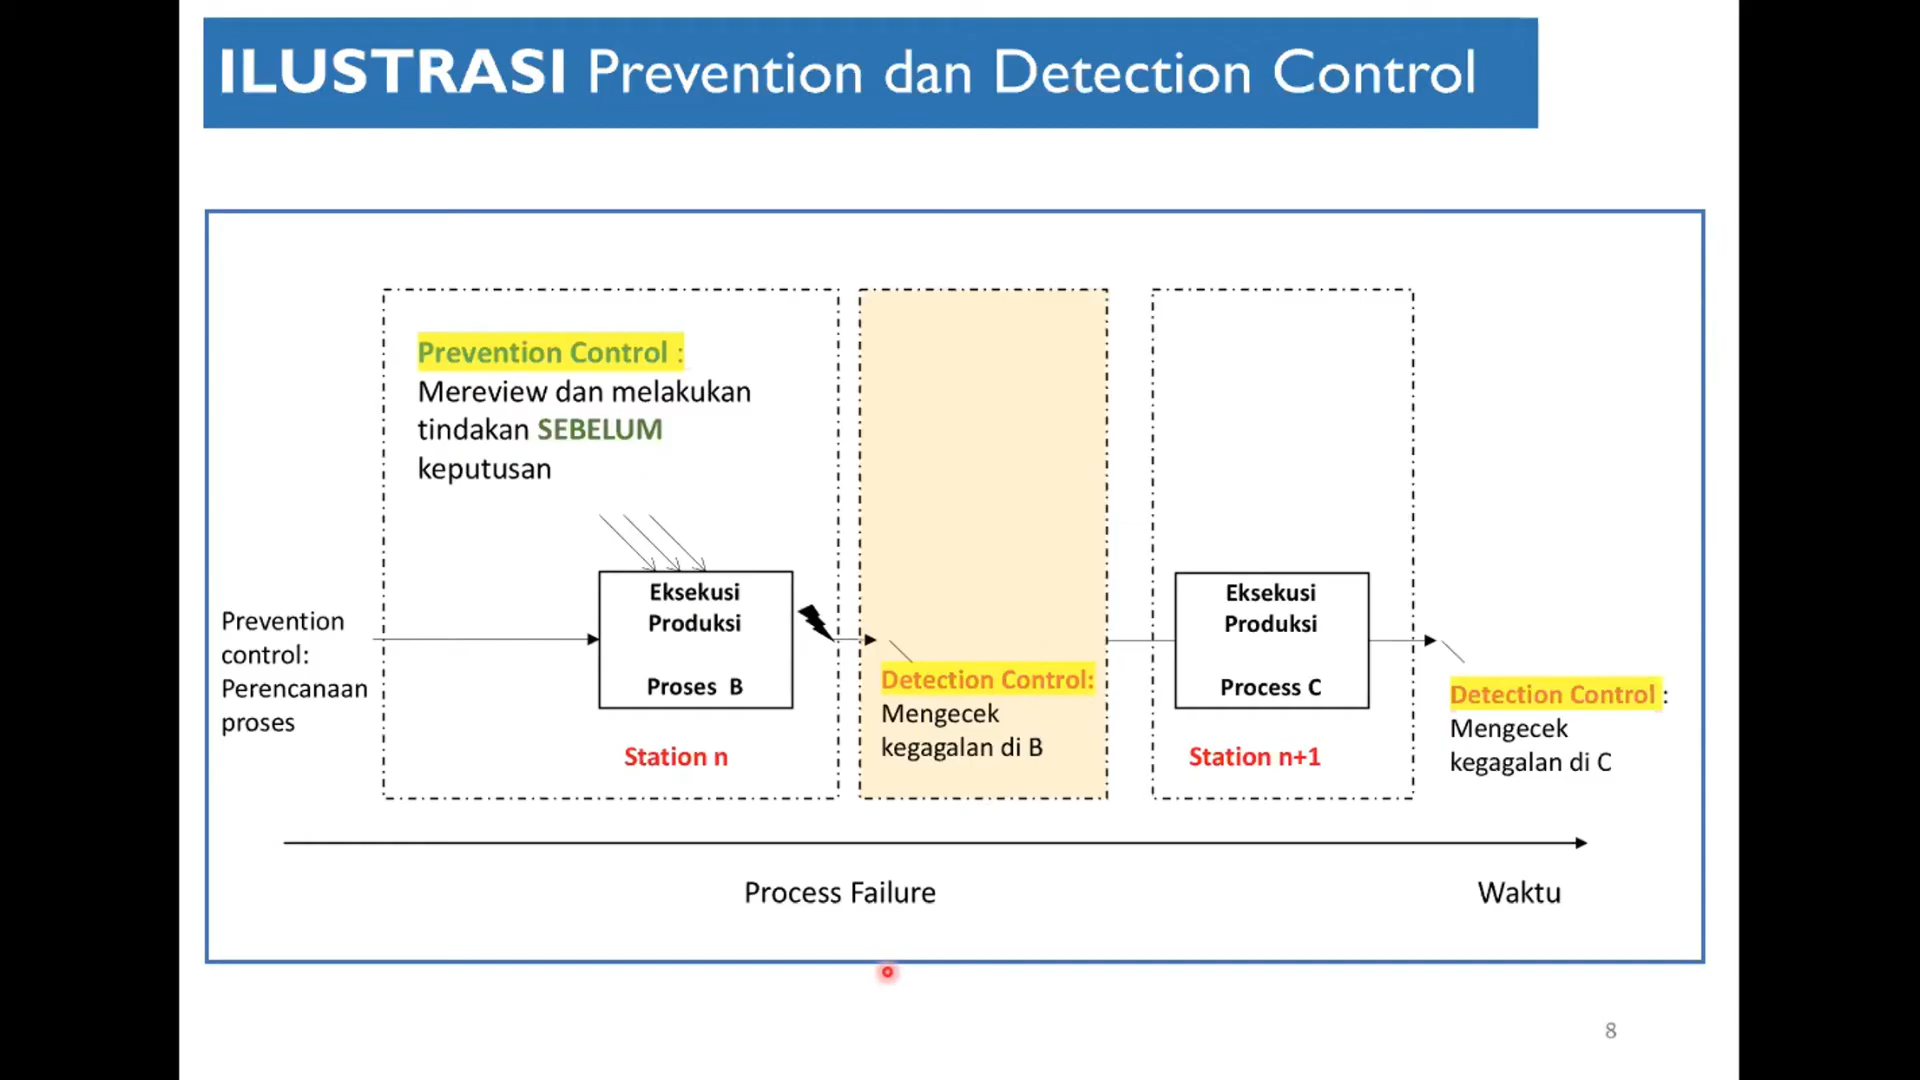 ILUSTRASI Prevention dan Detection Control
Prevention Control :
Mereview dan melakukan
tindakan SEBELUM
keputusan
Prevention
control:
Perencanaan
proses
Eksekusi
Produksi
Proses B
Station n
Detection Control:
Mengecek
kegagalan di B
Eksekusi
Produksi
Process C
Station n+1
Detection Control :
Mengecek
kegagalan di C
Process Failure
Waktu
8